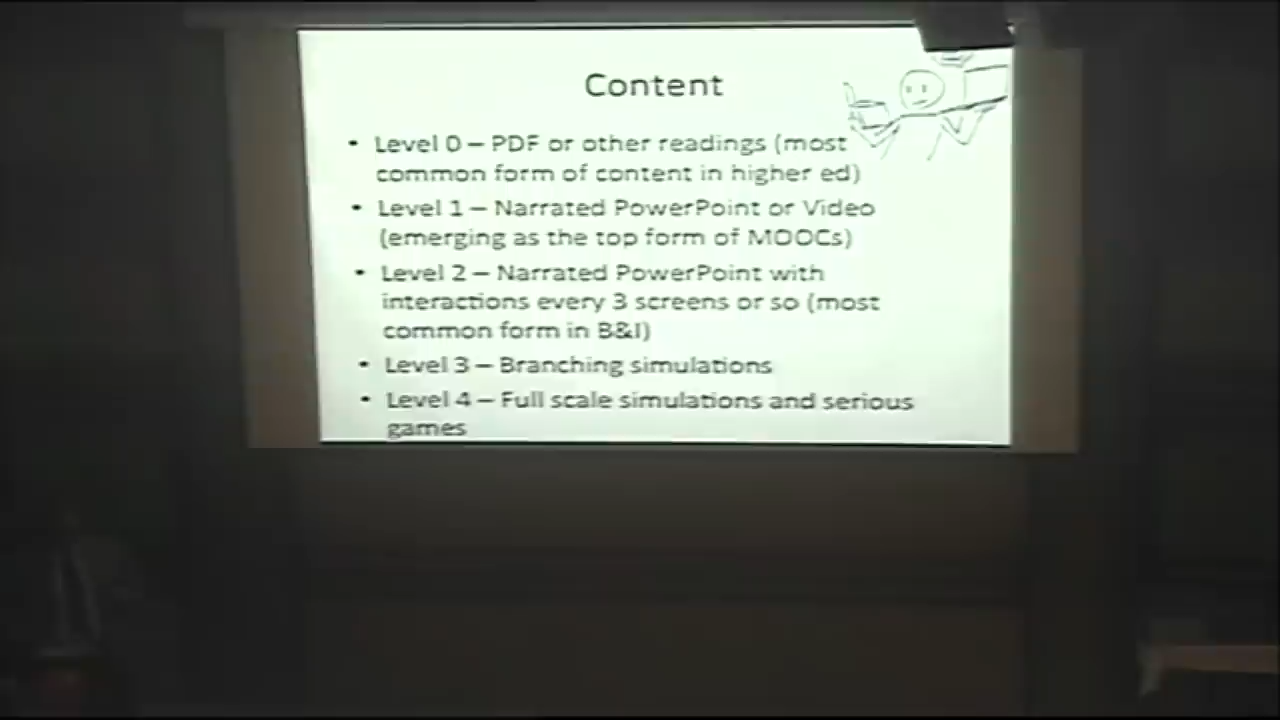 Content
• Level 0 – PDF or other readings (most
common form of content in higher ed)
• Level 1 – Narrated PowerPoint or Video
(emerging as the top form of MOOCs)
• Level 2 – Narrated PowerPoint with
interactions every 3 screens or so (most
common form in B&I)
• Level 3 – Branching simulations
• Level 4 – Full scale simulations and serious
games